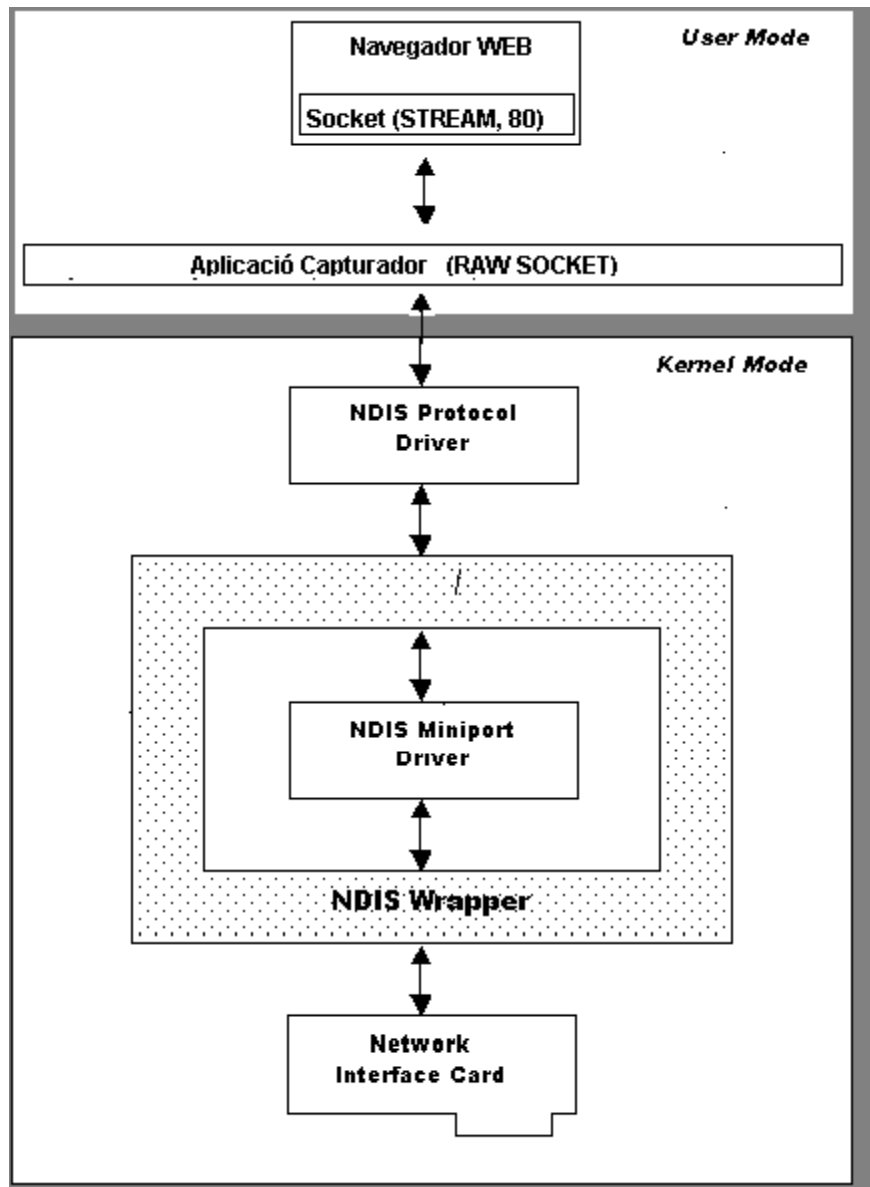 User Mode
Navegador WEB
Socket (STREAM, 80)
Aplicació Capturador (RAW SOCKET)
Kernel Mode
NDIS Protocol
Driver
NDIS Miniport
Driver
NDIS Wrapper
Network
Interface Card